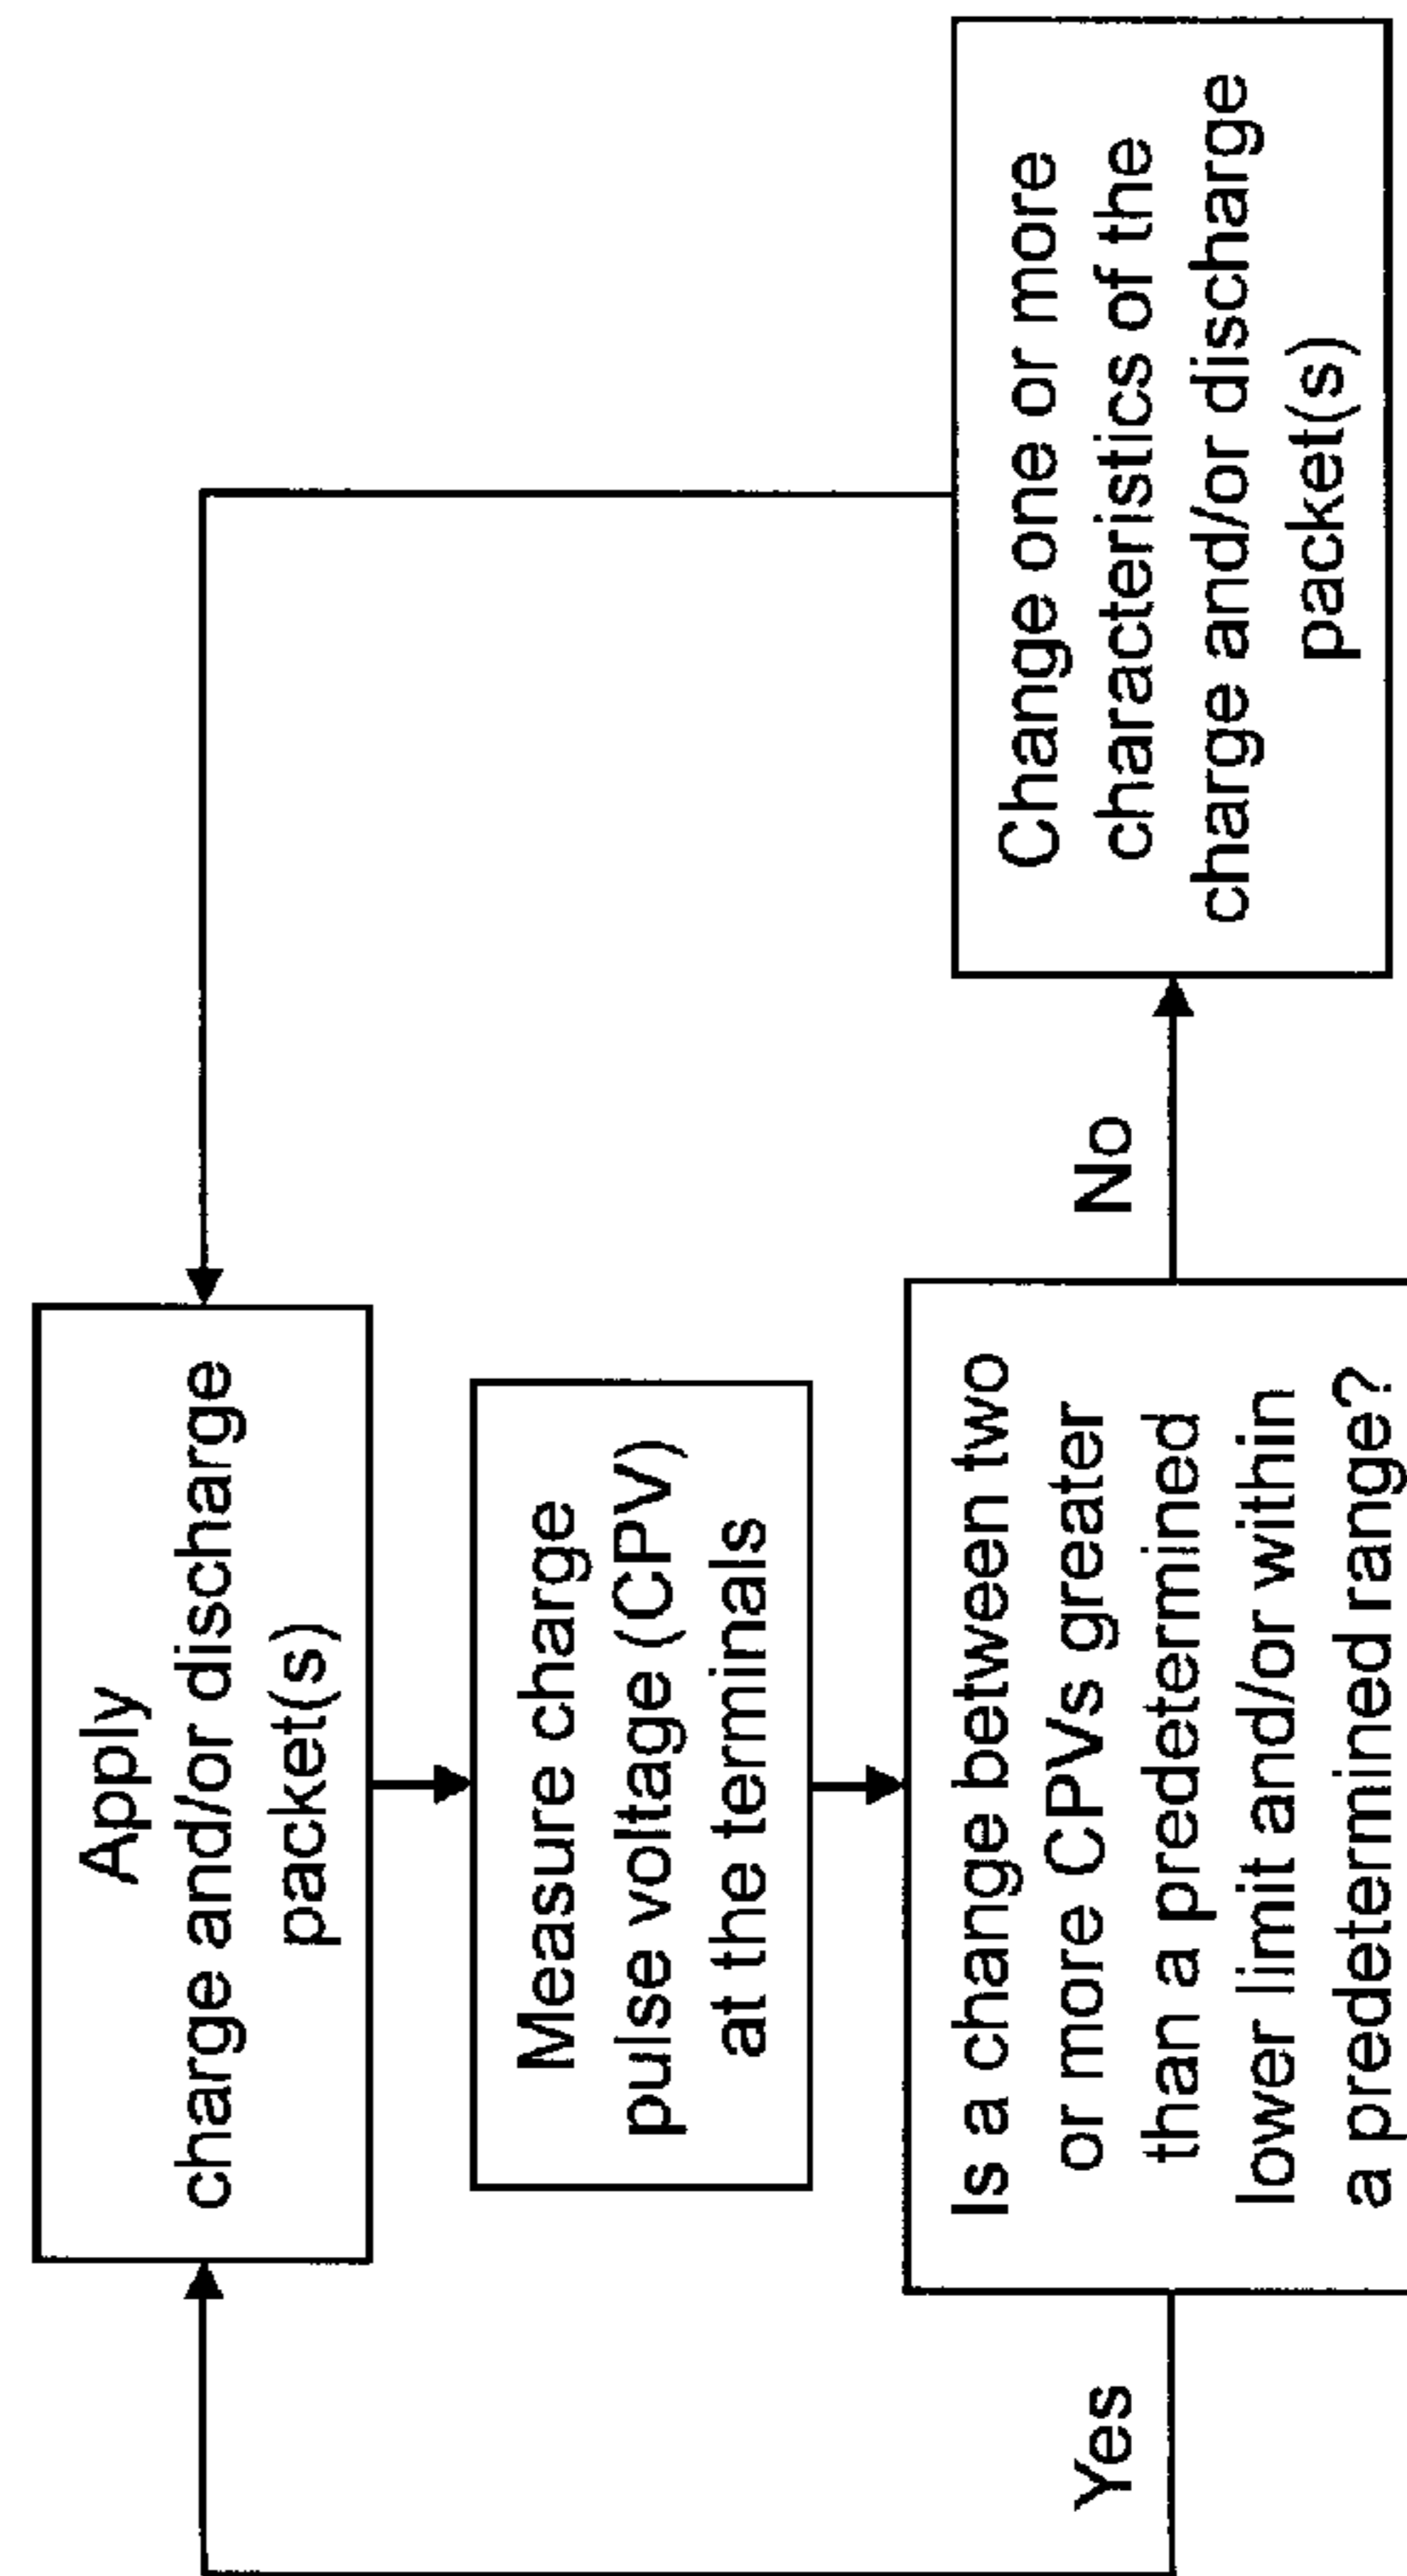 Apply
charge and/or discharge
packet(s)
Measure charge
pulse voltage (CPV)
at the terminals
Is a change between two
or more CPVs greater
than a predetermined
lower limit and/or within
a predetermined range?
Yes
No
Change one or more
characteristics of the
charge and/or discharge
packet(s)